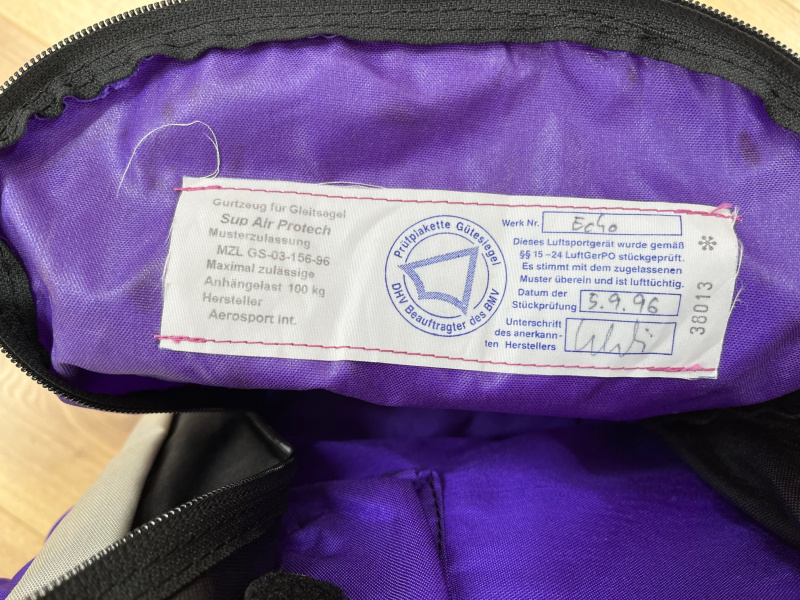 Gurtzeug für Gleitsegel
Sup Air Protech
Musterzulassung
MZL GS-03-156-96
Maximal zulässige
Anhängelast 100 kg
Hersteller
Aerosport int.
Prüfplakette Gütesiegel
DHV Beauftragter des BMV
Werk Nr. Echo
Dieses Luftsportgerät wurde gemäß
§§ 15 –24 LuftGerPO stückgeprüft.
Es stimmt mit dem zugelassenen
Muster überein und ist lufttüchtig.
Datum der
Stückprüfung 5.9.96
Unterschrift
des anerkann-
ten Herstellers
38013 *